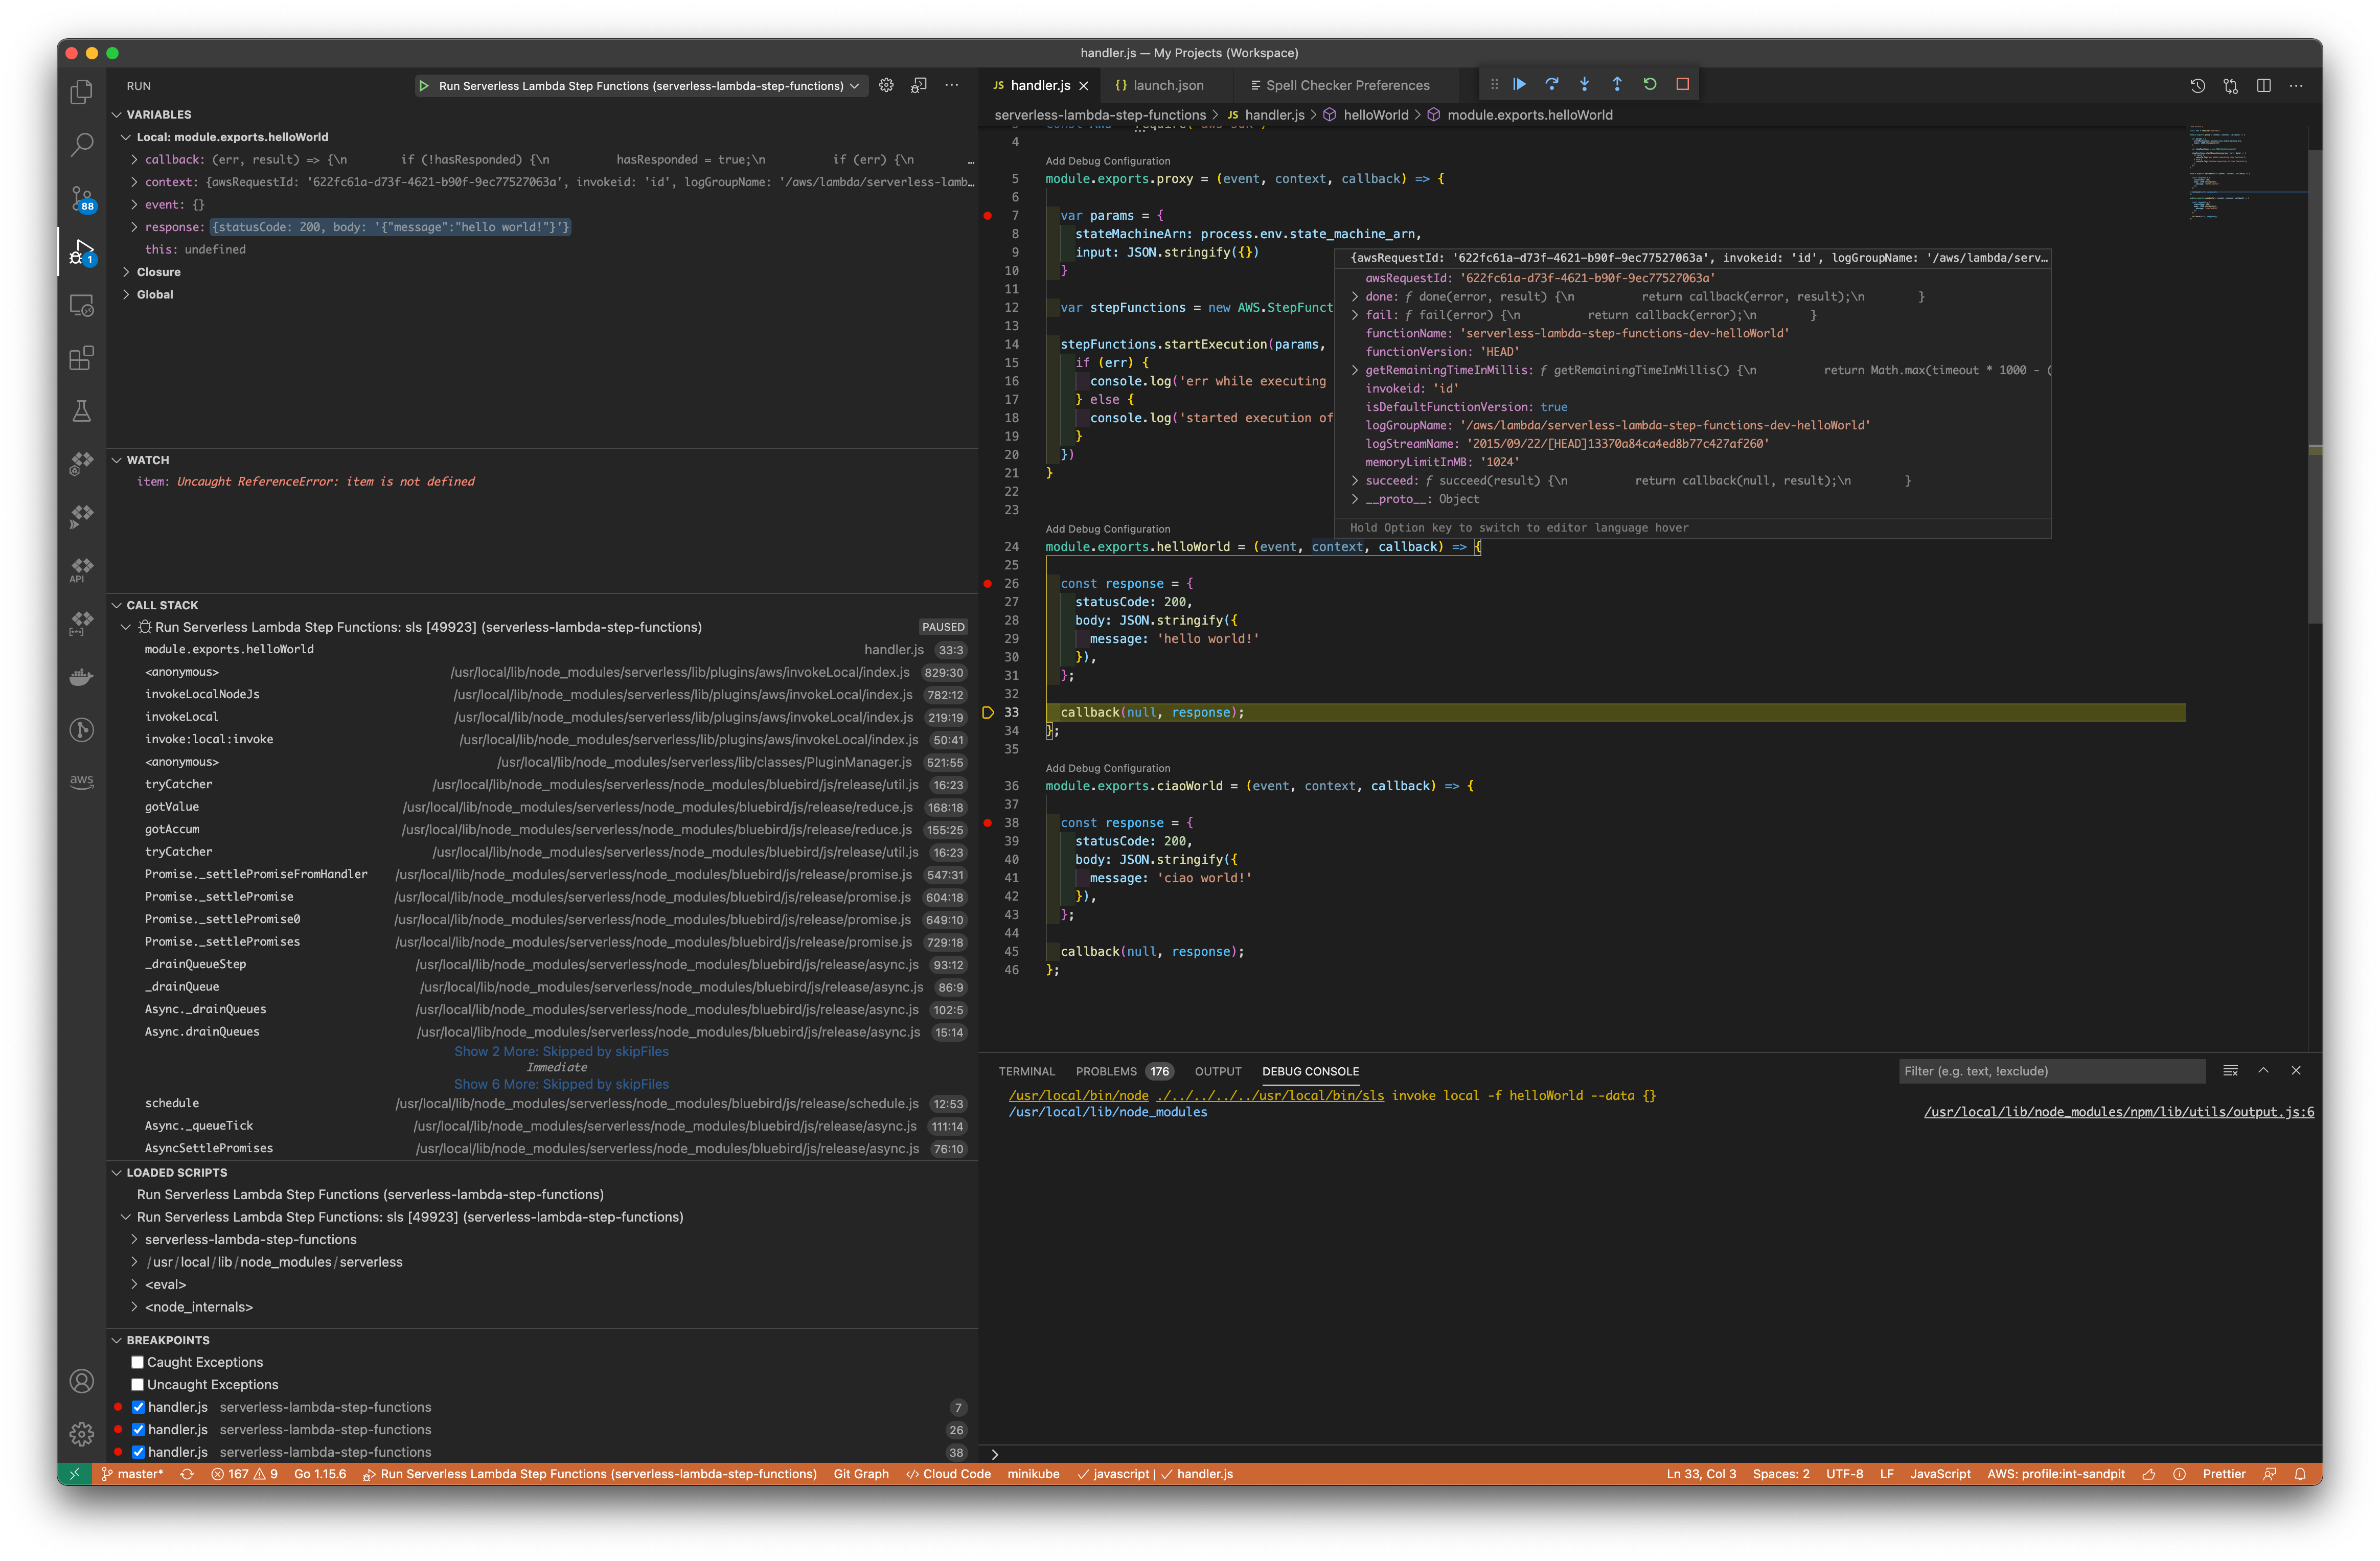 handler.js — My Projects (Workspace)
RUN
Run Serverless Lambda Step Functions (serverless-lambda-step-functions)
VARIABLES
Local: module.exports.helloWorld
callback: (err, result) => {\n if (!hasResponded) {\n hasResponded = true;\n if (err) {\n …
context: {awsRequestId: '622fc61a-d73f-4621-b90f-9ec77527063a', invokeid: 'id', logGroupName: '/aws/lambda/serverless-lamb…
event: {}
response: {statusCode: 200, body: '{"message":"hello world!"}'}
this: undefined
Closure
Global
WATCH
item: Uncaught ReferenceError: item is not defined
CALL STACK
Run Serverless Lambda Step Functions: sls [49923] (serverless-lambda-step-functions) PAUSED
module.exports.helloWorld handler.js 33:3
<anonymous> /usr/local/lib/node_modules/serverless/lib/plugins/aws/invokeLocal/index.js 829:30
invokeLocalNodeJs /usr/local/lib/node_modules/serverless/lib/plugins/aws/invokeLocal/index.js 782:12
invokeLocal /usr/local/lib/node_modules/serverless/lib/plugins/aws/invokeLocal/index.js 219:19
invoke:local:invoke /usr/local/lib/node_modules/serverless/lib/plugins/aws/invokeLocal/index.js 50:41
<anonymous> /usr/local/lib/node_modules/serverless/lib/classes/PluginManager.js 521:55
tryCatcher /usr/local/lib/node_modules/serverless/node_modules/bluebird/js/release/util.js 16:23
gotValue /usr/local/lib/node_modules/serverless/node_modules/bluebird/js/release/reduce.js 168:18
gotAccum /usr/local/lib/node_modules/serverless/node_modules/bluebird/js/release/reduce.js 155:25
tryCatcher /usr/local/lib/node_modules/serverless/node_modules/bluebird/js/release/util.js 16:23
Promise._settlePromiseFromHandler /usr/local/lib/node_modules/serverless/node_modules/bluebird/js/release/promise.js 547:31
Promise._settlePromise /usr/local/lib/node_modules/serverless/node_modules/bluebird/js/release/promise.js 604:18
Promise._settlePromise0 /usr/local/lib/node_modules/serverless/node_modules/bluebird/js/release/promise.js 649:10
Promise._settlePromises /usr/local/lib/node_modules/serverless/node_modules/bluebird/js/release/promise.js 729:18
_drainQueueStep /usr/local/lib/node_modules/serverless/node_modules/bluebird/js/release/async.js 93:12
_drainQueue /usr/local/lib/node_modules/serverless/node_modules/bluebird/js/release/async.js 86:9
Async._drainQueues /usr/local/lib/node_modules/serverless/node_modules/bluebird/js/release/async.js 102:5
Async.drainQueues /usr/local/lib/node_modules/serverless/node_modules/bluebird/js/release/async.js 15:14
Show 2 More: Skipped by skipFiles
Immediate
Show 6 More: Skipped by skipFiles
schedule /usr/local/lib/node_modules/serverless/node_modules/bluebird/js/release/schedule.js 12:53
Async._queueTick /usr/local/lib/node_modules/serverless/node_modules/bluebird/js/release/async.js 111:14
AsyncSettlePromises /usr/local/lib/node_modules/serverless/node_modules/bluebird/js/release/async.js 76:10
LOADED SCRIPTS
Run Serverless Lambda Step Functions (serverless-lambda-step-functions)
Run Serverless Lambda Step Functions: sls [49923] (serverless-lambda-step-functions)
serverless-lambda-step-functions
/usr/local/lib/node_modules/serverless
<eval>
<node_internals>
BREAKPOINTS
Caught Exceptions
Uncaught Exceptions
handler.js serverless-lambda-step-functions 7
handler.js serverless-lambda-step-functions 26
handler.js serverless-lambda-step-functions 38
88
1
API
aws
JS handler.js
{} launch.json
Spell Checker Preferences
serverless-lambda-step-functions > JS handler.js > helloWorld > module.exports.helloWorld
4
Add Debug Configuration
5 module.exports.proxy = (event, context, callback) => {
6
7 var params = {
8 stateMachineArn: process.env.state_machine_arn,
9 input: JSON.stringify({})
10 }
11
12 var stepFunctions = new AWS.StepFunct
13
14 stepFunctions.startExecution(params,
15 if (err) {
16 console.log('err while executing
17 } else {
18 console.log('started execution of
19 }
20 })
21 }
22
23
{awsRequestId: '622fc61a-d73f-4621-b90f-9ec77527063a', invokeid: 'id', logGroupName: '/aws/lambda/serv…
awsRequestId: '622fc61a-d73f-4621-b90f-9ec77527063a'
done: ƒ done(error, result) {\n return callback(error, result);\n }
fail: ƒ fail(error) {\n return callback(error);\n }
functionName: 'serverless-lambda-step-functions-dev-helloWorld'
functionVersion: 'HEAD'
getRemainingTimeInMillis: ƒ getRemainingTimeInMillis() {\n return Math.max(timeout * 1000 - (
invokeid: 'id'
isDefaultFunctionVersion: true
logGroupName: '/aws/lambda/serverless-lambda-step-functions-dev-helloWorld'
logStreamName: '2015/09/22/[HEAD]13370a84ca4ed8b77c427af260'
memoryLimitInMB: '1024'
succeed: ƒ succeed(result) {\n return callback(null, result);\n }
__proto__: Object
Hold Option key to switch to editor language hover
Add Debug Configuration
24 module.exports.helloWorld = (event, context, callback) => {
25
26 const response = {
27 statusCode: 200,
28 body: JSON.stringify({
29 message: 'hello world!'
30 }),
31 };
32
33 callback(null, response);
34 };
35
Add Debug Configuration
36 module.exports.ciaoWorld = (event, context, callback) => {
37
38 const response = {
39 statusCode: 200,
40 body: JSON.stringify({
41 message: 'ciao world!'
42 }),
43 };
44
45 callback(null, response);
46 };
TERMINAL PROBLEMS 176 OUTPUT DEBUG CONSOLE
Filter (e.g. text, !exclude)
/usr/local/bin/node ./../../../../usr/local/bin/sls invoke local -f helloWorld --data {}
/usr/local/lib/node_modules
/usr/local/lib/node_modules/npm/lib/utils/output.js:6
master* 167 9 Go 1.15.6 Run Serverless Lambda Step Functions (serverless-lambda-step-functions) Git Graph Cloud Code minikube javascript | handler.js Ln 33, Col 3 Spaces: 2 UTF-8 LF JavaScript AWS: profile:int-sandpit Prettier